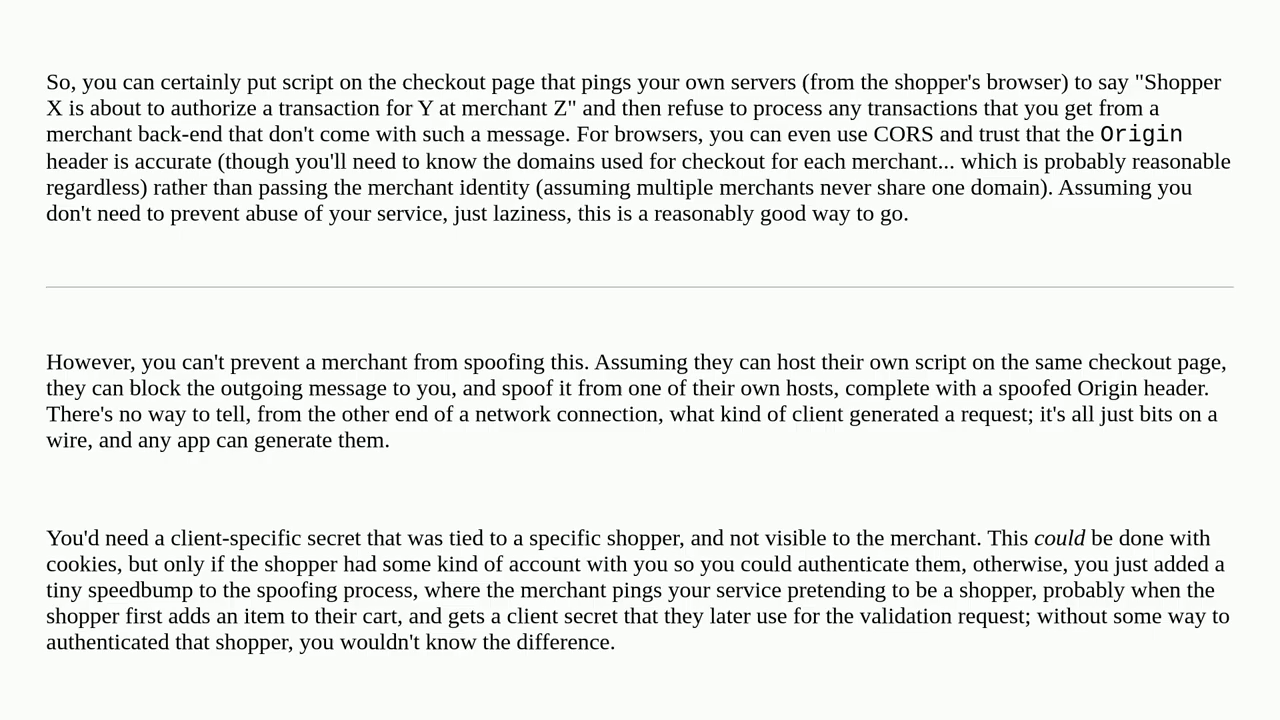 So, you can certainly put script on the checkout page that pings your own servers (from the shopper's browser) to say "Shopper
X is about to authorize a transaction for Y at merchant Z" and then refuse to process any transactions that you get from a
merchant back-end that don't come with such a message. For browsers, you can even use CORS and trust that the Origin
header is accurate (though you'll need to know the domains used for checkout for each merchant... which is probably reasonable
regardless) rather than passing the merchant identity (assuming multiple merchants never share one domain). Assuming you
don't need to prevent abuse of your service, just laziness, this is a reasonably good way to go.
However, you can't prevent a merchant from spoofing this. Assuming they can host their own script on the same checkout page,
they can block the outgoing message to you, and spoof it from one of their own hosts, complete with a spoofed Origin header.
There's no way to tell, from the other end of a network connection, what kind of client generated a request; it's all just bits on a
wire, and any app can generate them.
You'd need a client-specific secret that was tied to a specific shopper, and not visible to the merchant. This could be done with
cookies, but only if the shopper had some kind of account with you so you could authenticate them, otherwise, you just added a
tiny speedbump to the spoofing process, where the merchant pings your service pretending to be a shopper, probably when the
shopper first adds an item to their cart, and gets a client secret that they later use for the validation request; without some way to
authenticated that shopper, you wouldn't know the difference.